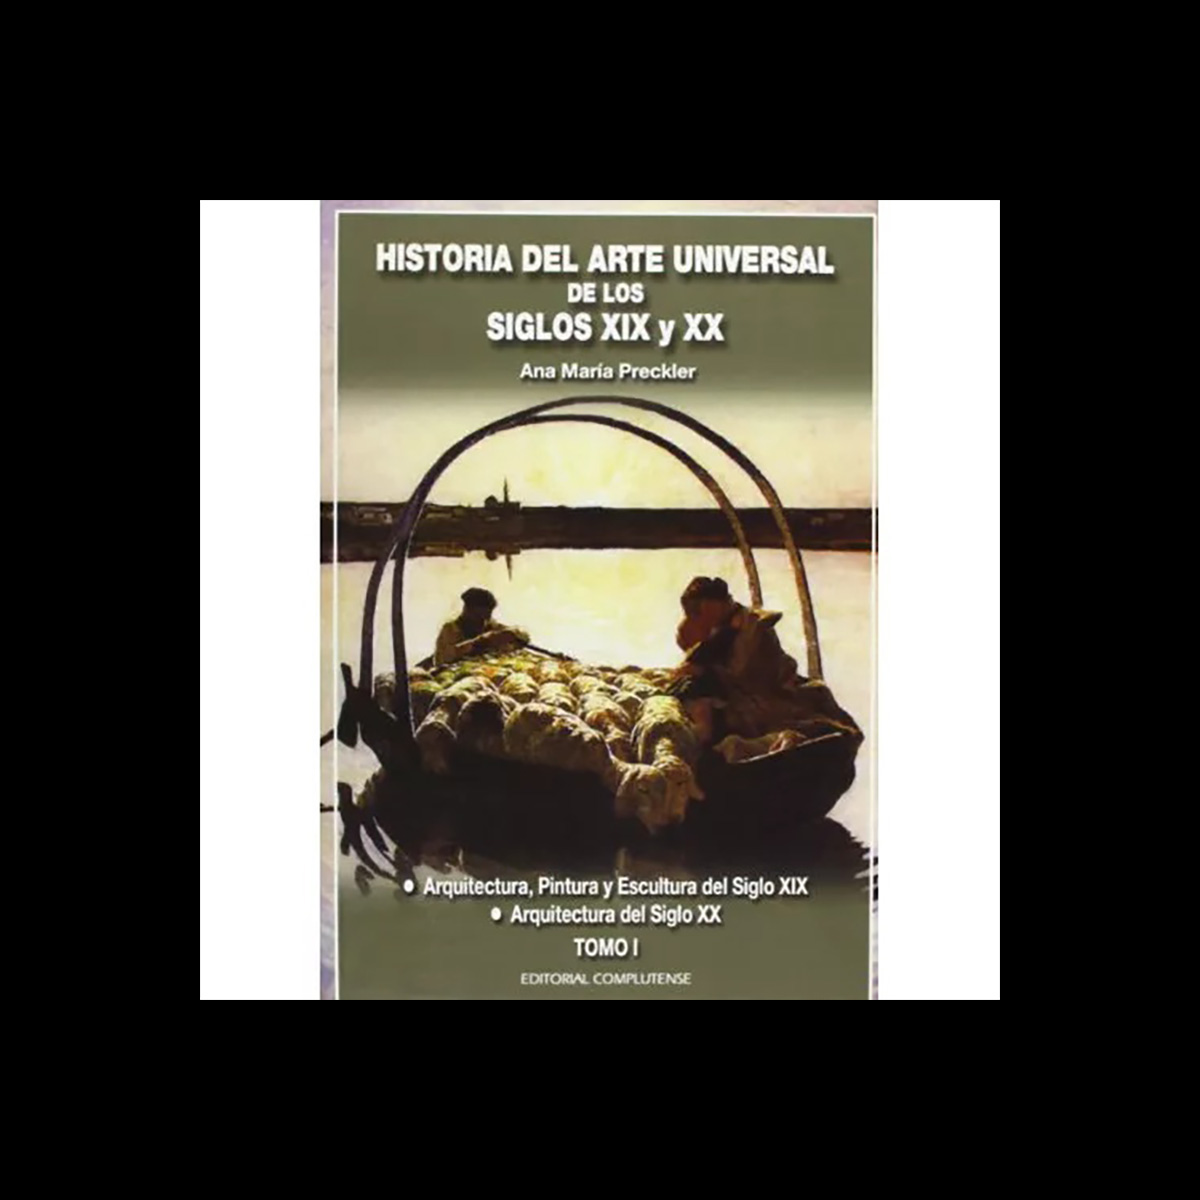 HISTORIA DEL ARTE UNIVERSAL
DE LOS
SIGLOS XIX y XX
Ana María Preckler
● Arquitectura, Pintura y Escultura del Siglo XIX
● Arquitectura del Siglo XX
TOMO I
EDITORIAL COMPLUTENSE